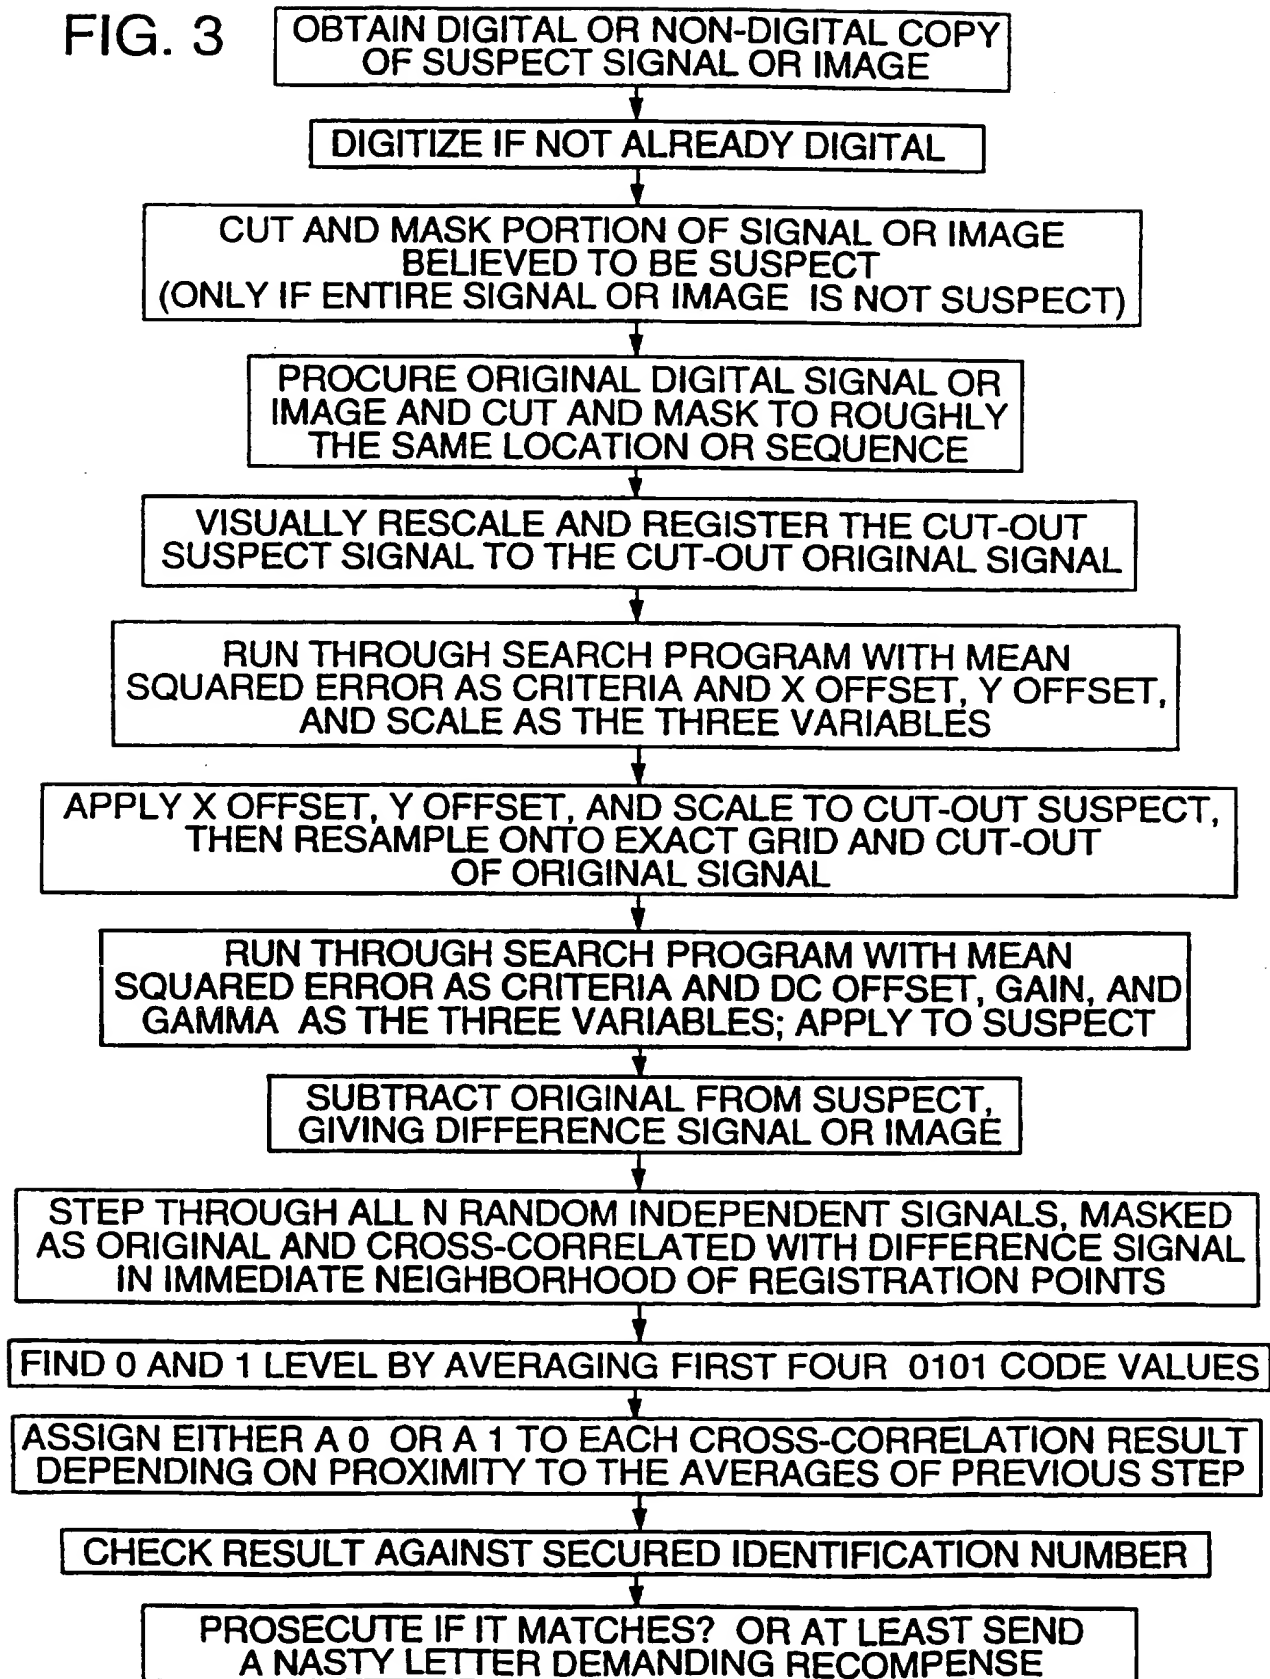 FIG. 3
OBTAIN DIGITAL OR NON-DIGITAL COPY
OF SUSPECT SIGNAL OR IMAGE
DIGITIZE IF NOT ALREADY DIGITAL
CUT AND MASK PORTION OF SIGNAL OR IMAGE
BELIEVED TO BE SUSPECT
(ONLY IF ENTIRE SIGNAL OR IMAGE IS NOT SUSPECT)
PROCURE ORIGINAL DIGITAL SIGNAL OR
IMAGE AND CUT AND MASK TO ROUGHLY
THE SAME LOCATION OR SEQUENCE
VISUALLY RESCALE AND REGISTER THE CUT-OUT
SUSPECT SIGNAL TO THE CUT-OUT ORIGINAL SIGNAL
RUN THROUGH SEARCH PROGRAM WITH MEAN
SQUARED ERROR AS CRITERIA AND X OFFSET, Y OFFSET,
AND SCALE AS THE THREE VARIABLES
APPLY X OFFSET, Y OFFSET, AND SCALE TO CUT-OUT SUSPECT,
THEN RESAMPLE ONTO EXACT GRID AND CUT-OUT
OF ORIGINAL SIGNAL
RUN THROUGH SEARCH PROGRAM WITH MEAN
SQUARED ERROR AS CRITERIA AND DC OFFSET, GAIN, AND
GAMMA AS THE THREE VARIABLES; APPLY TO SUSPECT
SUBTRACT ORIGINAL FROM SUSPECT,
GIVING DIFFERENCE SIGNAL OR IMAGE
STEP THROUGH ALL N RANDOM INDEPENDENT SIGNALS, MASKED
AS ORIGINAL AND CROSS-CORRELATED WITH DIFFERENCE SIGNAL
IN IMMEDIATE NEIGHBORHOOD OF REGISTRATION POINTS
FIND 0 AND 1 LEVEL BY AVERAGING FIRST FOUR 0101 CODE VALUES
ASSIGN EITHER A 0 OR A 1 TO EACH CROSS-CORRELATION RESULT
DEPENDING ON PROXIMITY TO THE AVERAGES OF PREVIOUS STEP
CHECK RESULT AGAINST SECURED IDENTIFICATION NUMBER
PROSECUTE IF IT MATCHES? OR AT LEAST SEND
A NASTY LETTER DEMANDING RECOMPENSE